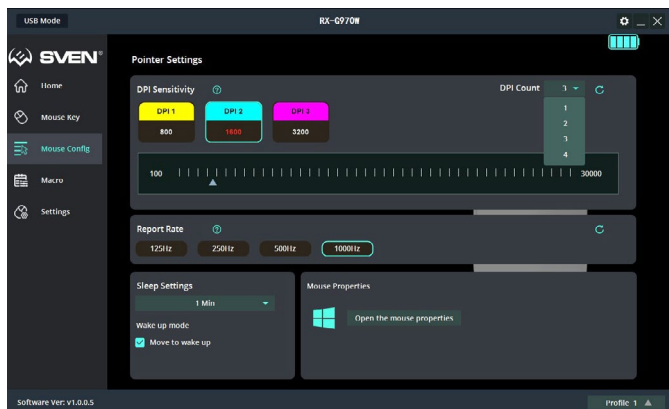 USB Mode
RX-G970W
SVEN®
Home
Mouse Key
Mouse Config
Macro
Settings
Pointer Settings
DPI Sensitivity
DPI Count 3
1
2
3
4
DPI 1
800
DPI 2
1600
DPI 3
3200
100
30000
Report Rate
125Hz
250Hz
500Hz
1000Hz
Sleep Settings
1 Min
Wake up mode
Move to wake up
Mouse Properties
Open the mouse properties
Software Ver: v1.0.0.5
Profile 1